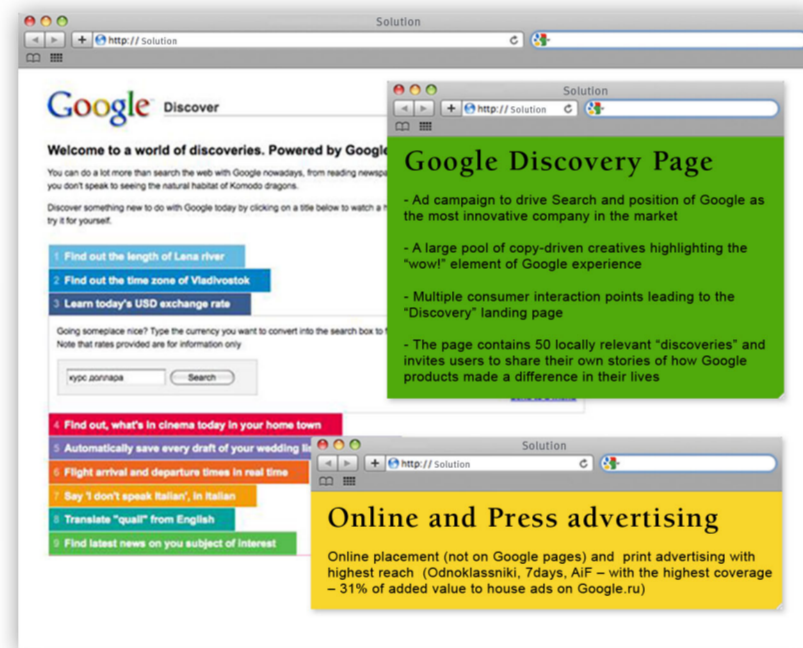 Solution
http:// Solution
Google Discover
Welcome to a world of discoveries. Powered by Google
You can do a lot more than search the web with Google nowadays, from reading
you don't speak to seeing the natural habitat of Komodo dragons.
Discover something new to do with Google today by clicking on a title below to watch a
try it for yourself.
1 Find out the length of Lena river
2 Find out the time zone of Vladivostok
3 Learn today's USD exchange rate
Going someplace nice? Type the currency you want to convert into the search box to
Note that rates provided are for information only
курс доллара
Search
4 Find out, what's in cinema today in your home town
5 Automatically save every draft of your wedding
6 Flight arrival and departure times in real time
7 Say 'I don't speak Italian', in Italian
8 Translate "quail" from English
9 Find latest news on you subject of interest
Solution
http:// Solution
Google Discovery Page
- Ad campaign to drive Search and position of Google as
the most innovative company in the market
- A large pool of copy-driven creatives highlighting the
“wow!” element of Google experience
- Multiple consumer interaction points leading to the
“Discovery” landing page
- The page contains 50 locally relevant “discoveries” and
invites users to share their own stories of how Google
products made a difference in their lives
Solution
http:// Solution
Online and Press advertising
Online placement (not on Google pages) and print advertising with
highest reach (Odnoklassniki, 7days, AiF – with the highest coverage
– 31% of added value to house ads on Google.ru)